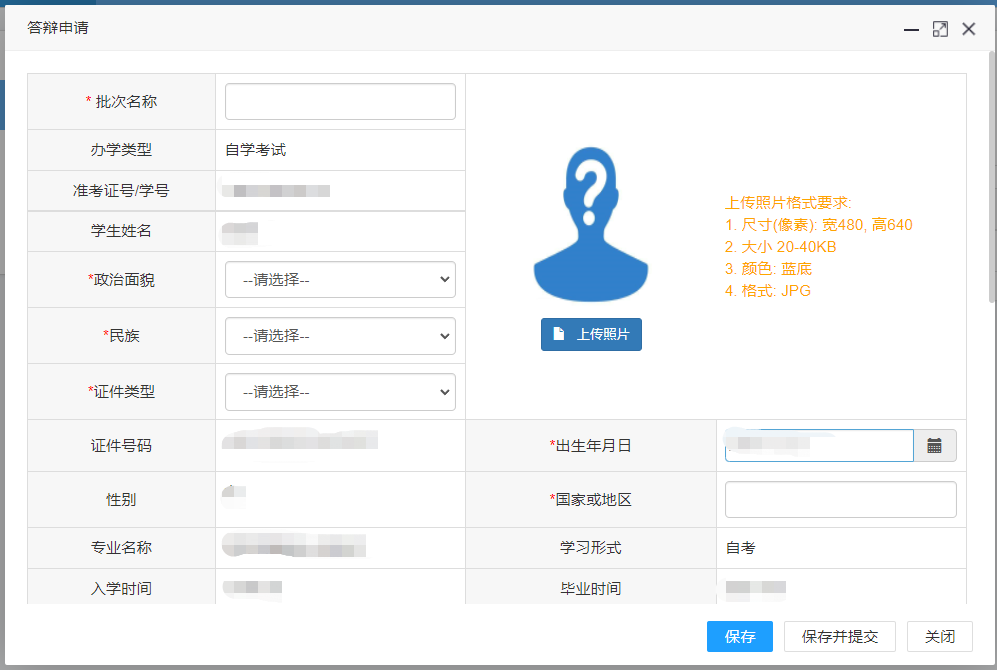 答辩申请
* 批次名称
办学类型
自学考试
准考证号/学号
学生姓名
*政治面貌
--请选择--
*民族
--请选择--
*证件类型
--请选择--
上传照片
上传照片格式要求:
1. 尺寸(像素): 宽480, 高640
2. 大小 20-40KB
3. 颜色: 蓝底
4. 格式: JPG
证件号码
*出生年月日
性别
*国家或地区
专业名称
学习形式
自考
入学时间
毕业时间
保存
保存并提交
关闭